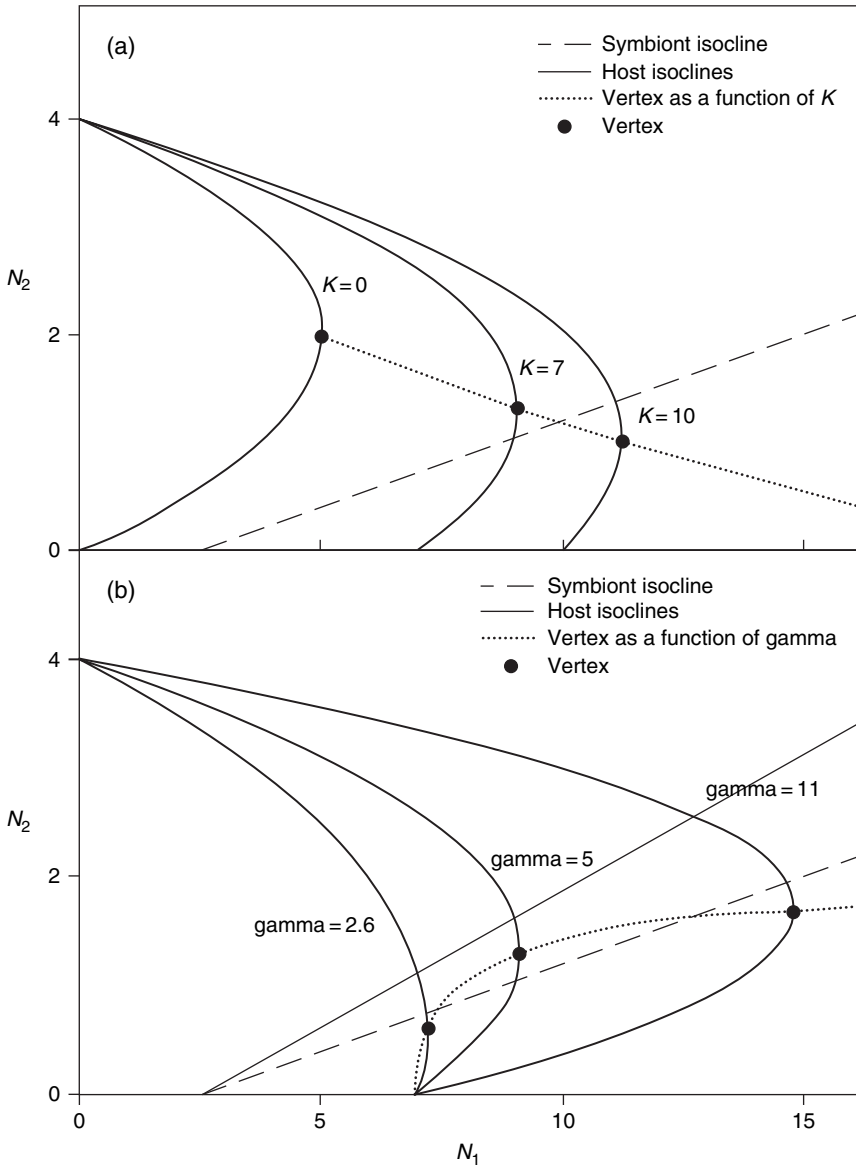 (a)
Symbiont isocline
Host isoclines
Vertex as a function of K
Vertex
4
K=0
N2
2
K=7
K=10
0
(b)
Symbiont isocline
Host isoclines
Vertex as a function of gamma
Vertex
4
gamma=11
N2
gamma=5
2
gamma=2.6
0
0
5
10
15
N1